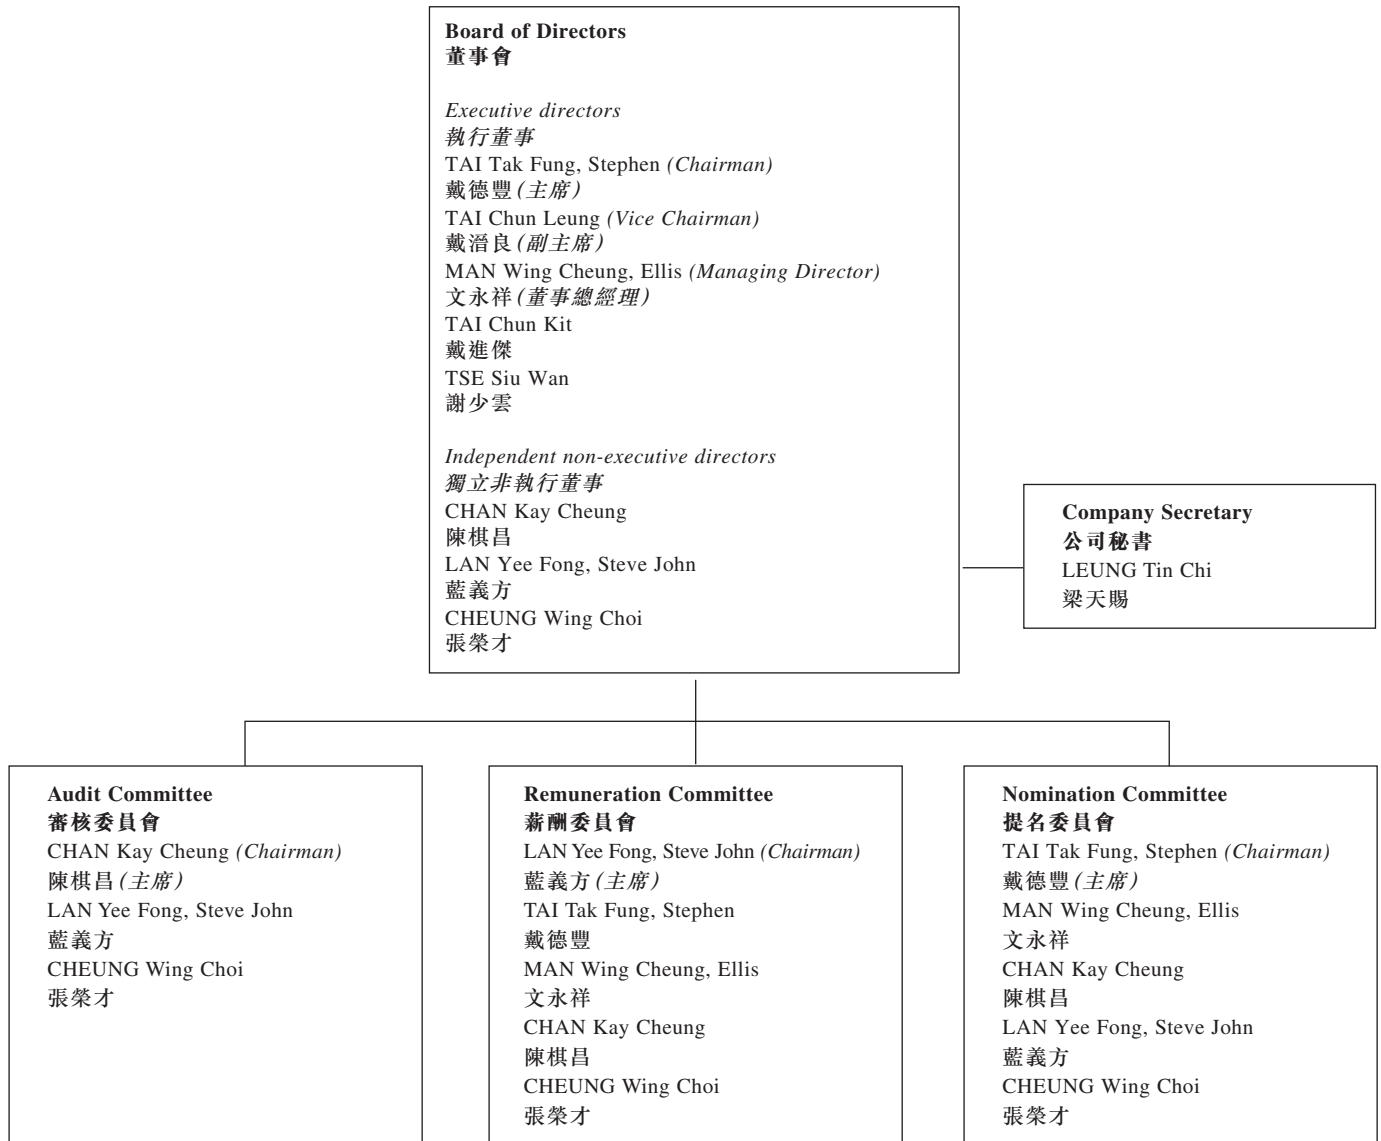 Board of Directors
董事會
Executive directors
執行董事
TAI Tak Fung, Stephen (Chairman)
戴德豐(主席)
TAI Chun Leung (Vice Chairman)
戴湭良(副主席)
MAN Wing Cheung, Ellis (Managing Director)
文永祥(董事總經理)
TAI Chun Kit
戴進傑
TSE Siu Wan
謝少雲
Independent non-executive directors
獨立非執行董事
CHAN Kay Cheung
陳棋昌
LAN Yee Fong, Steve John
藍義方
CHEUNG Wing Choi
張榮才
Company Secretary
公司秘書
LEUNG Tin Chi
梁天賜
Audit Committee
審核委員會
CHAN Kay Cheung (Chairman)
陳棋昌(主席)
LAN Yee Fong, Steve John
藍義方
CHEUNG Wing Choi
張榮才
Remuneration Committee
薪酬委員會
LAN Yee Fong, Steve John (Chairman)
藍義方(主席)
TAI Tak Fung, Stephen
戴德豐
MAN Wing Cheung, Ellis
文永祥
CHAN Kay Cheung
陳棋昌
CHEUNG Wing Choi
張榮才
Nomination Committee
提名委員會
TAI Tak Fung, Stephen (Chairman)
戴德豐(主席)
MAN Wing Cheung, Ellis
文永祥
CHAN Kay Cheung
陳棋昌
LAN Yee Fong, Steve John
藍義方
CHEUNG Wing Choi
張榮才